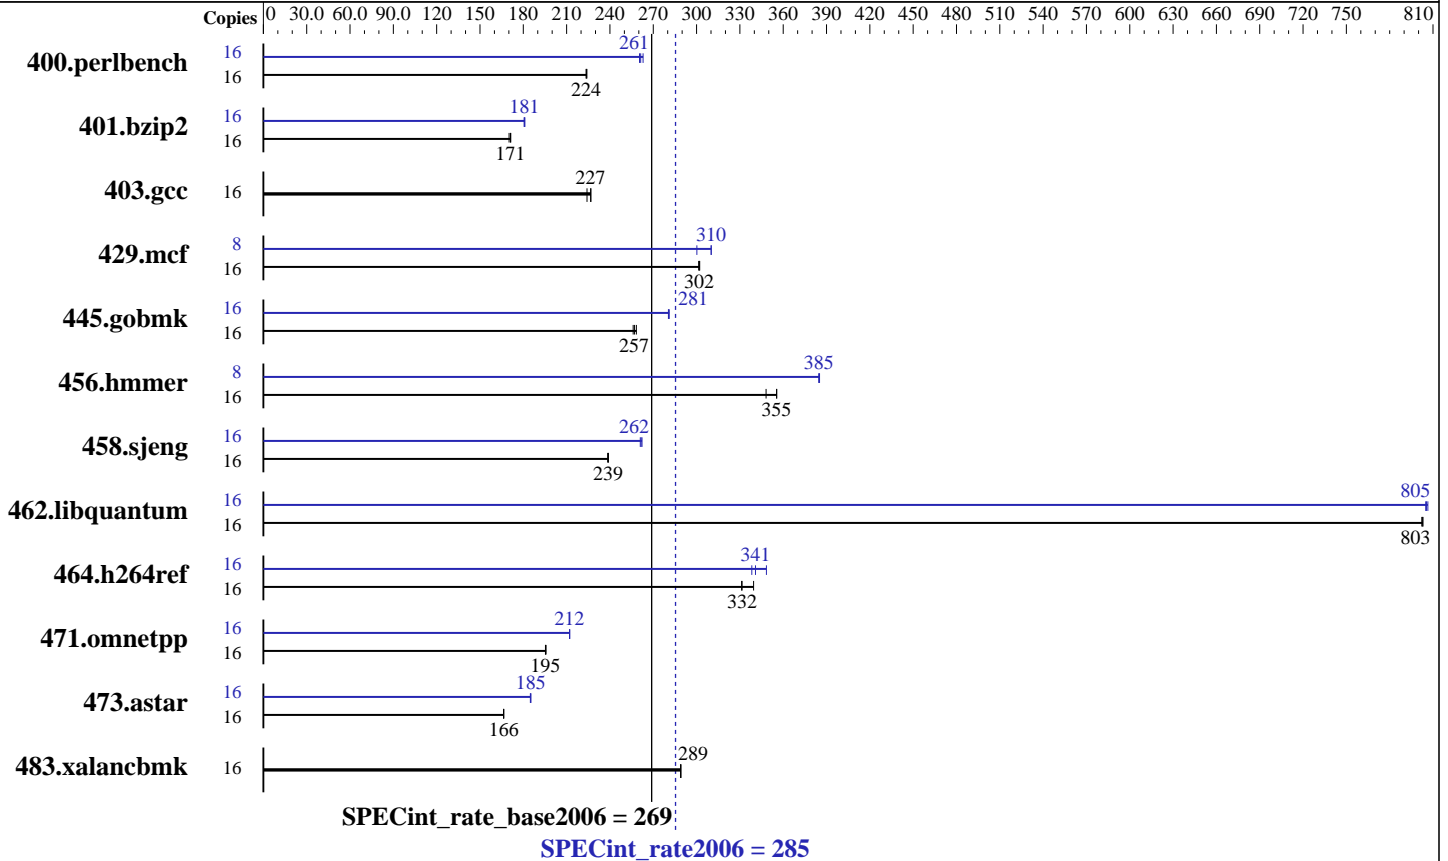 Copies 0 30.0 60.0 90.0 120 150 180 210 240 270 300 330 360 390 420 450 480 510 540 570 600 630 660 690 720 750 810
400.perlbench 16 261
16 224
401.bzip2 16 181
16 171
403.gcc 16 227
429.mcf 8 310
16 302
445.gobmk 16 281
16 257
456.hmmer 8 385
16 355
458.sjeng 16 262
16 239
462.libquantum 16 805
16 803
464.h264ref 16 341
16 332
471.omnetpp 16 212
16 195
473.astar 16 185
16 166
483.xalancbmk 16 289
SPECint_rate_base2006 = 269
SPECint_rate2006 = 285